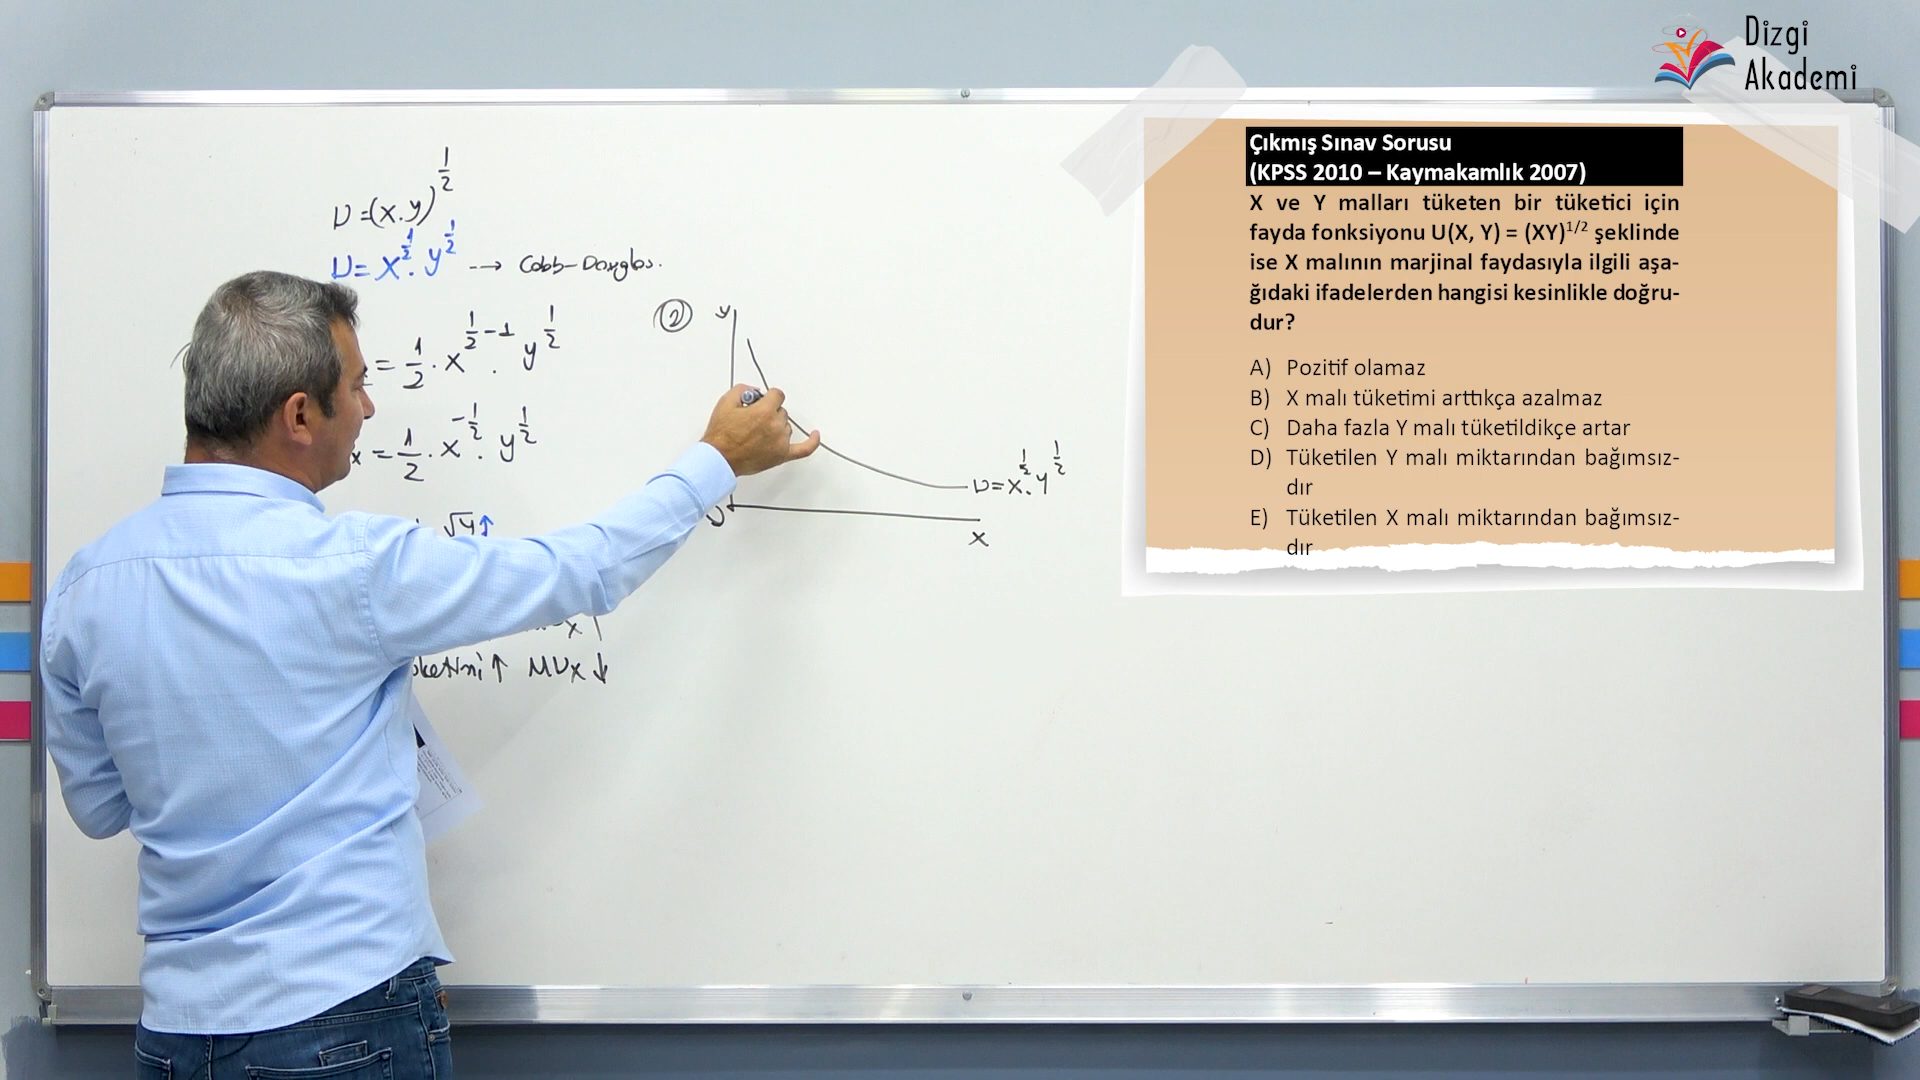 Dizgi
Akademi
Çıkmış Sınav Sorusu
(KPSS 2010 – Kaymakamlık 2007)
X ve Y malları tüketen bir tüketici için
fayda fonksiyonu U(X, Y) = (XY)^1/2 şeklinde
ise X malının marjinal faydasıyla ilgili aşa-
ğıdaki ifadelerden hangisi kesinlikle doğru-
dur?
A) Pozitif olamaz
B) X malı tüketimi arttıkça azalmaz
C) Daha fazla Y malı tüketildikçe artar
D) Tüketilen Y malı miktarından bağımsız-
dır
E) Tüketilen X malı miktarından bağımsız-
dır
U=(x.y)^1/2
U=x^1/2.y^1/2 → Cobb-Douglas.
= 1/2 . x^1/2-1 . y^1/2
x = 1/2 . x^-1/2 . y^1/2
√y ↑
x
↑ MUx ↓
2
y
U=x^1/2.y^1/2
0
x